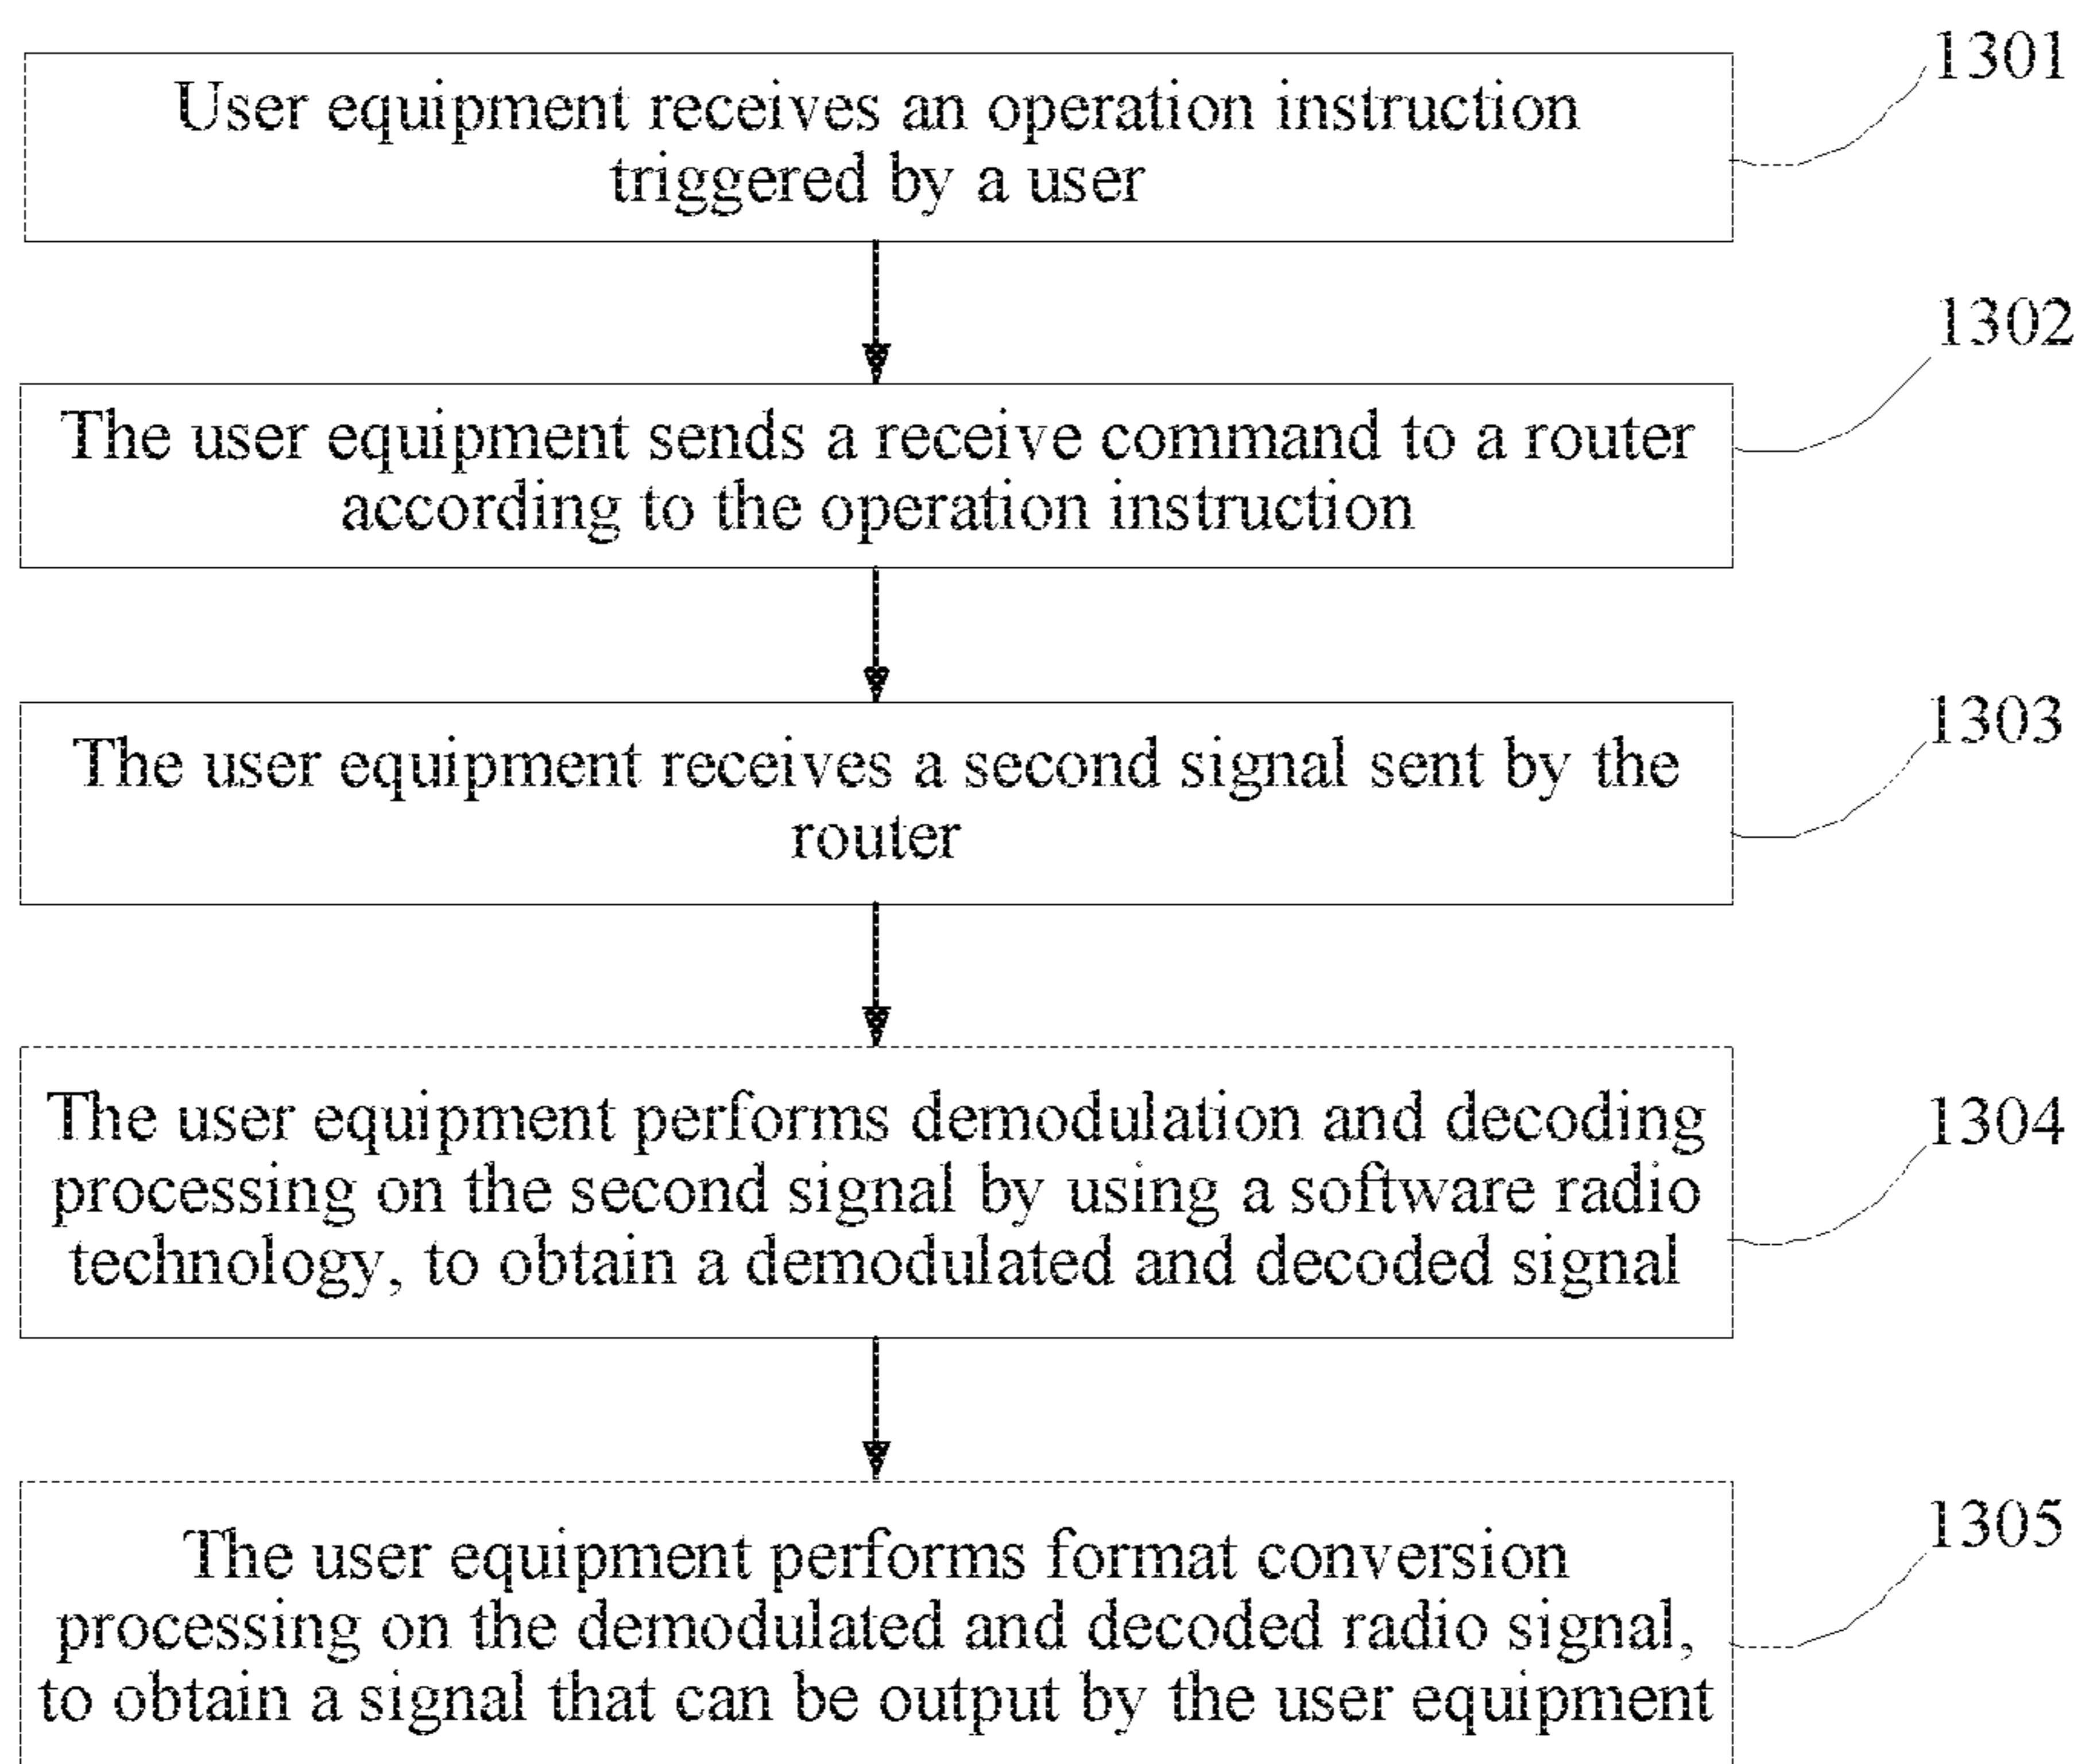 1301
User equipment receives an operation instruction
triggered by a user
1302
The user equipment sends a receive command to a router
according to the operation instruction
1303
The user equipment receives a second signal sent by the
router
1304
The user equipment performs demodulation and decoding
processing on the second signal by using a software radio
technology, to obtain a demodulated and decoded signal
1305
The user equipment performs format conversion
processing on the demodulated and decoded radio signal,
to obtain a signal that can be output by the user equipment